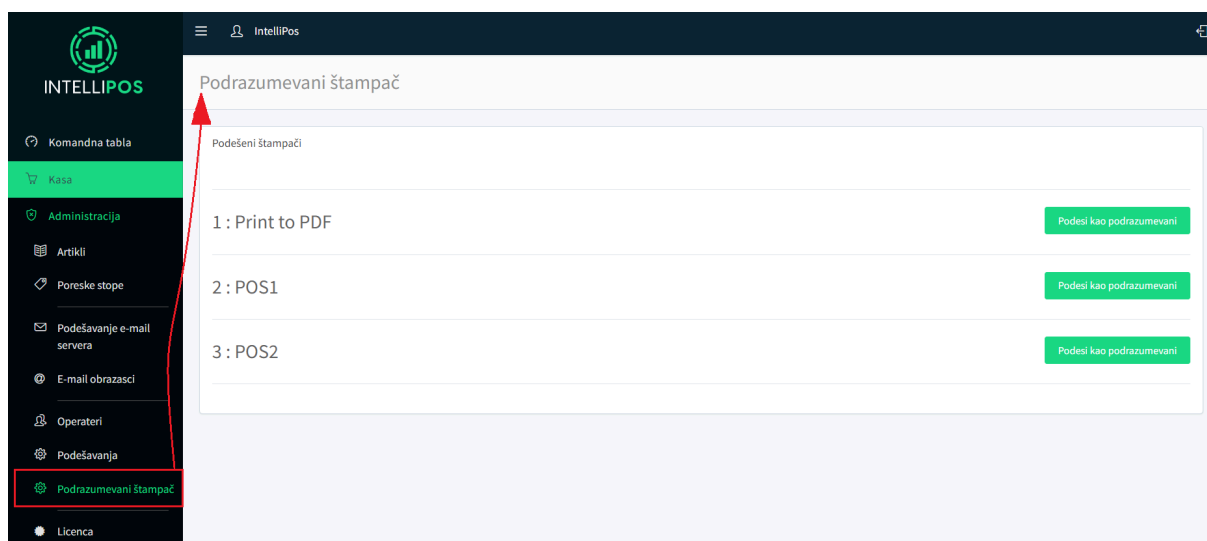 INTELLIPOS
Komandna tabla
Kasa
Administracija
Artikli
Poreske stope
Podešavanje e-mail
servera
E-mail obrasci
Operateri
Podešavanja
Podrazumevani štampač
Licenca
IntelliPos
Podrazumevani štampač
Podešeni štampači
1 : Print to PDF
Podesi kao podrazumevani
2 : POS1
Podesi kao podrazumevani
3 : POS2
Podesi kao podrazumevani